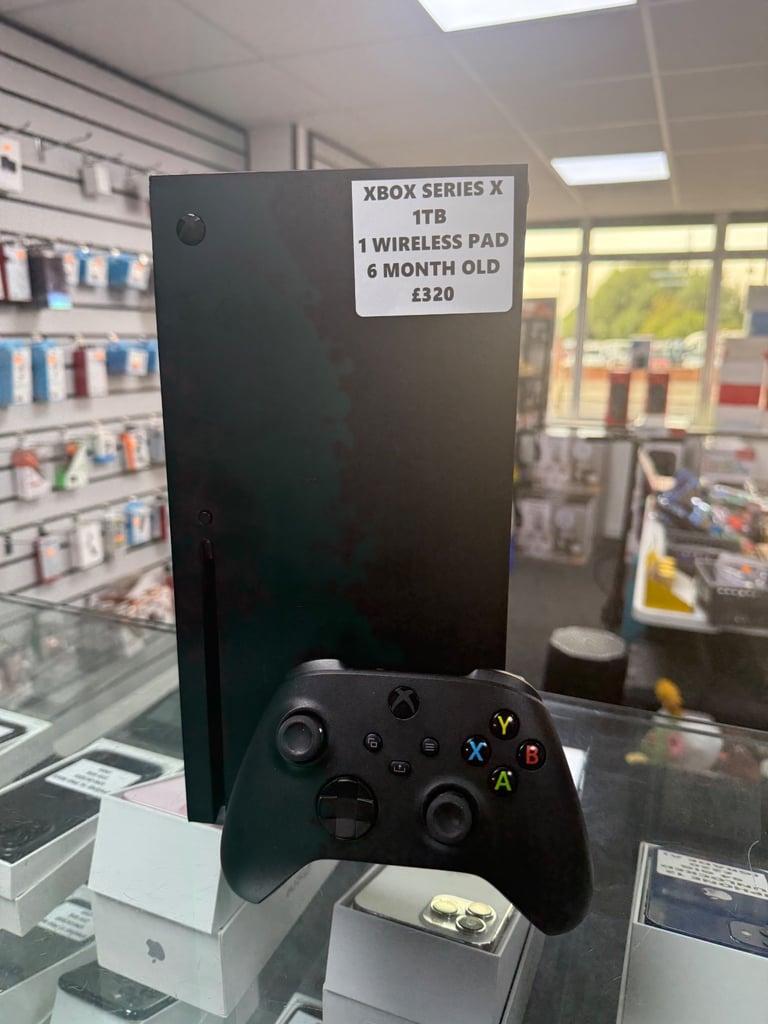 XBOX SERIES X
1TB
1 WIRELESS PAD
6 MONTH OLD
£320
Y
X
B
A